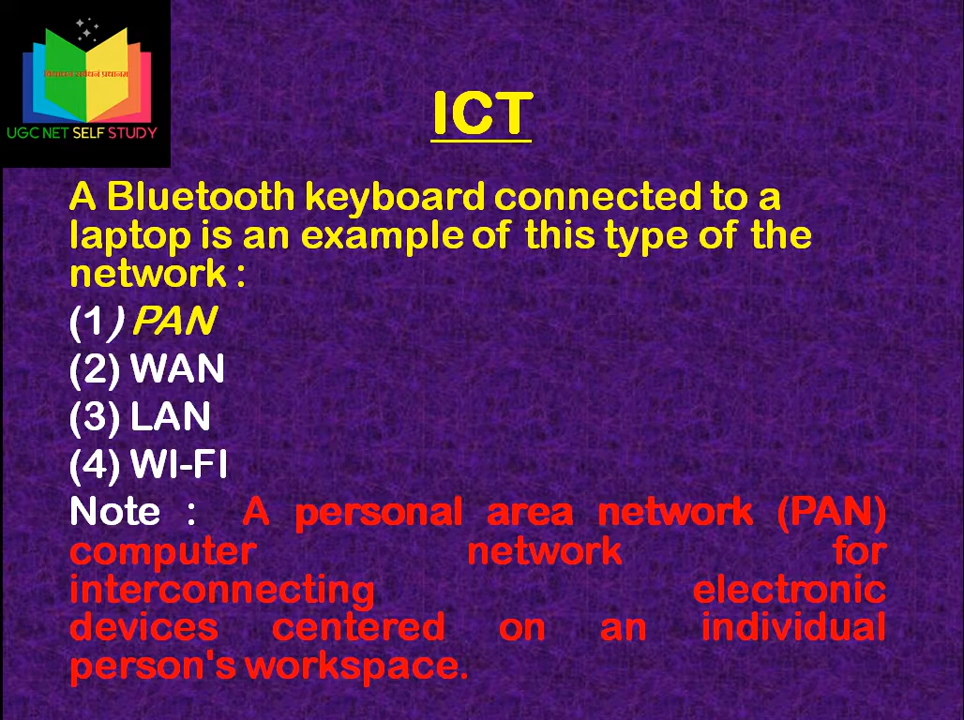 UGC NET SELF STUDY
ICT
A Bluetooth keyboard connected to a
laptop is an example of this type of the
network :
(1) PAN
(2) WAN
(3) LAN
(4) WI-FI
Note : A personal area network (PAN)
computer network for
interconnecting electronic
devices centered on an individual
person's workspace.